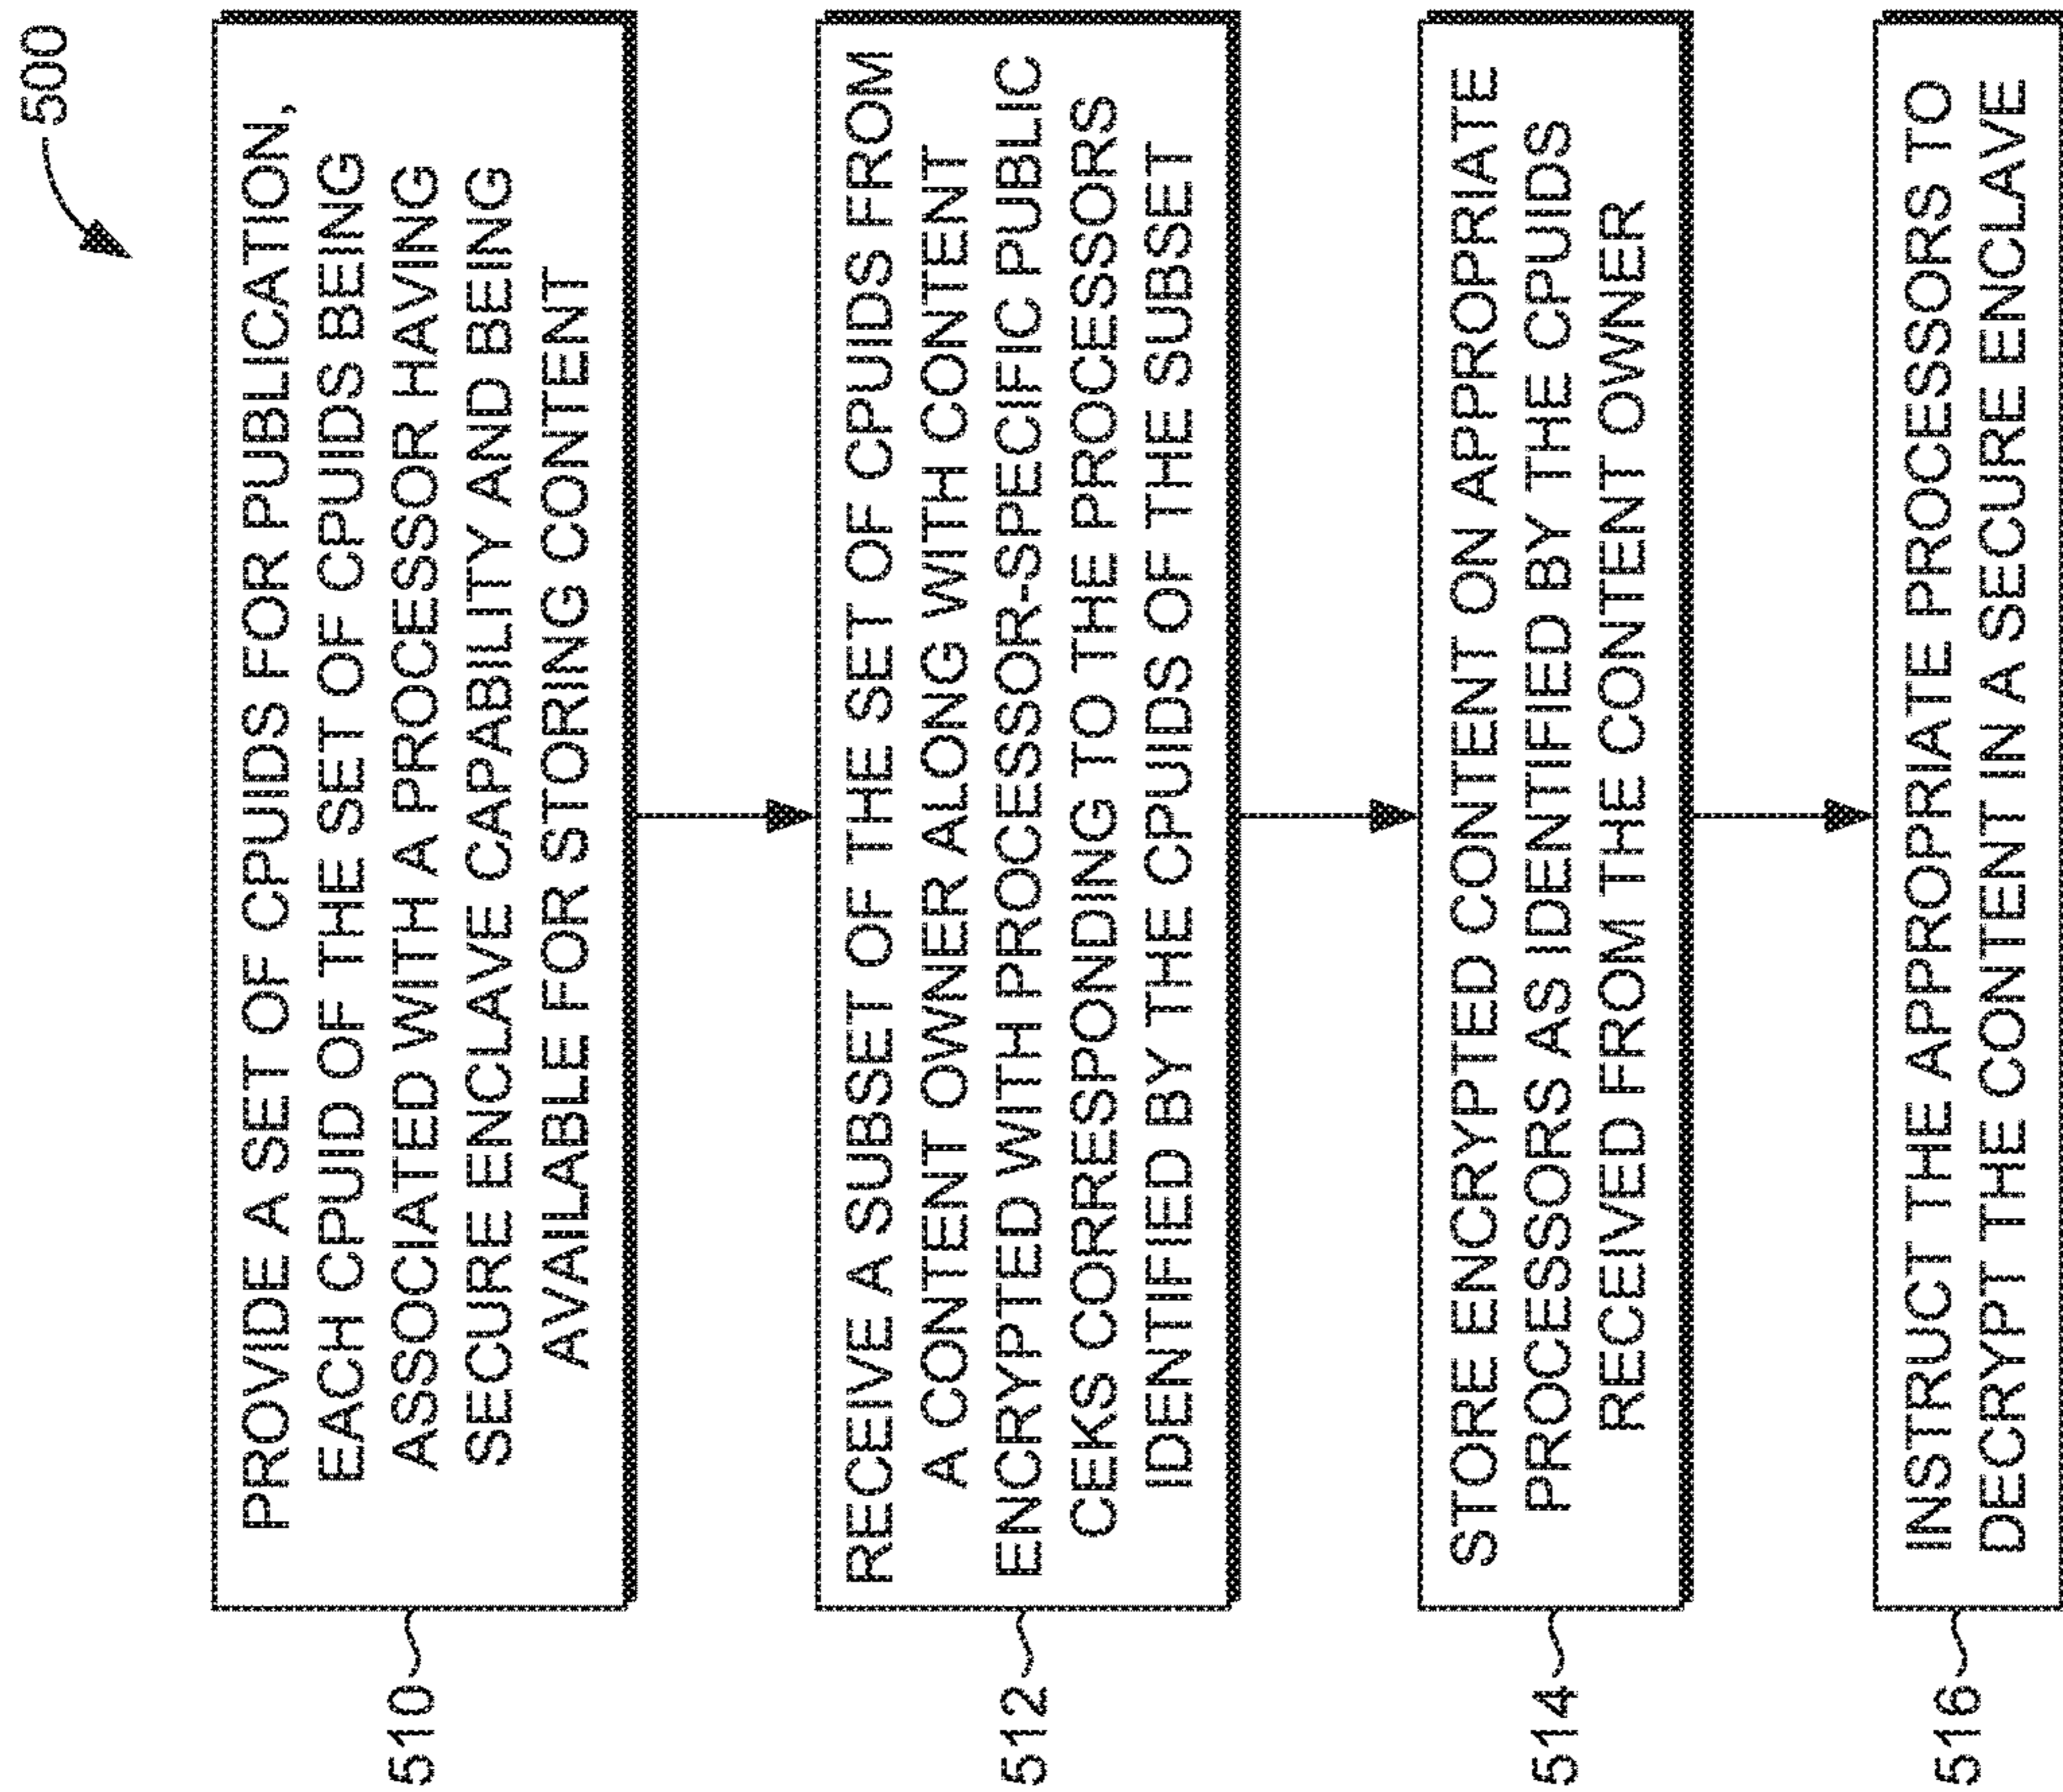 500
510
PROVIDE A SET OF CPUIDS FOR PUBLICATION,
EACH CPUID OF THE SET OF CPUIDS BEING
ASSOCIATED WITH A PROCESSOR HAVING
SECURE ENCLAVE CAPABILITY AND BEING
AVAILABLE FOR STORING CONTENT
512
RECEIVE A SUBSET OF THE SET OF CPUIDS FROM
A CONTENT OWNER ALONG WITH CONTENT
ENCRYPTED WITH PROCESSOR-SPECIFIC PUBLIC
CEKS CORRESPONDING TO THE PROCESSORS
IDENTIFIED BY THE CPUIDS OF THE SUBSET
514
STORE ENCRYPTED CONTENT ON APPROPRIATE
PROCESSORS AS IDENTIFIED BY THE CPUIDS
RECEIVED FROM THE CONTENT OWNER
516
INSTRUCT THE APPROPRIATE PROCESSORS TO
DECRYPT THE CONTENT IN A SECURE ENCLAVE